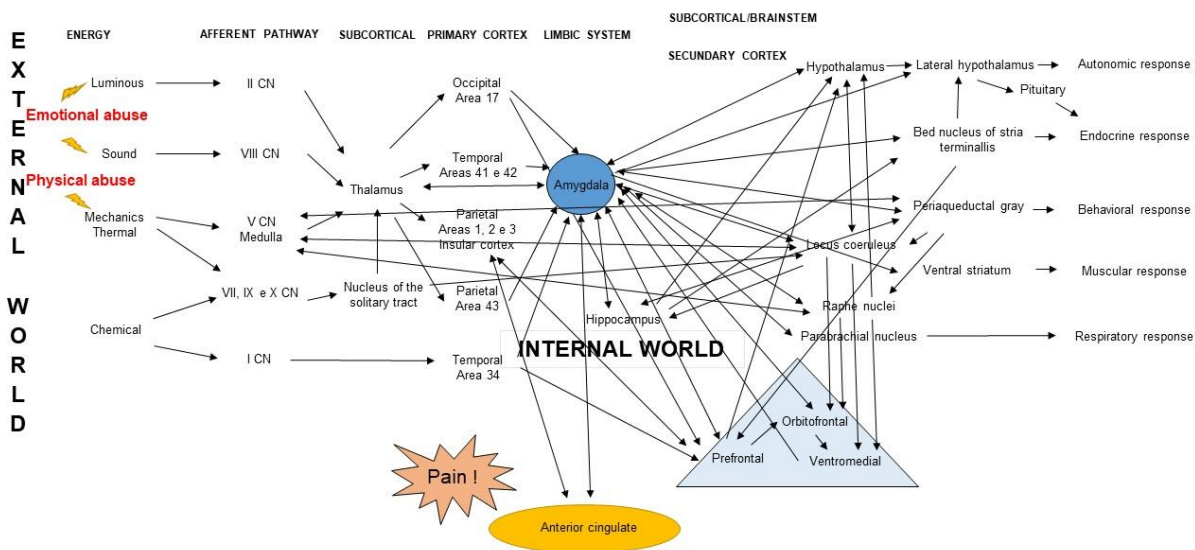 EXTERNAL WORLD
ENERGY
AFFERENT PATHWAY
SUBCORTICAL
PRIMARY CORTEX
LIMBIC SYSTEM
SUBCORTICAL/BRAINSTEM
SECUNDARY CORTEX
Luminous
Emotional abuse
Sound
Physical abuse
Mechanics
Thermal
Chemical
II CN
VIII CN
V CN
Medulla
VII, IX e X CN
I CN
Thalamus
Nucleus of the
solitary tract
Occipital
Area 17
Temporal
Areas 41 e 42
Parietal
Areas 1, 2 e 3
Insular cortex
Parietal
Area 43
Temporal
Area 34
Amygdala
Hippocampus
INTERNAL WORLD
Pain !
Anterior cingulate
Hypothalamus
Locus coeruleus
Raphe nuclei
Parabrachial nucleus
Orbitofrontal
Prefrontal
Ventromedial
Lateral hypothalamus
Pituitary
Bed nucleus of stria
terminallis
Periaqueductal gray
Ventral striatum
Autonomic response
Endocrine response
Behavioral response
Muscular response
Respiratory response